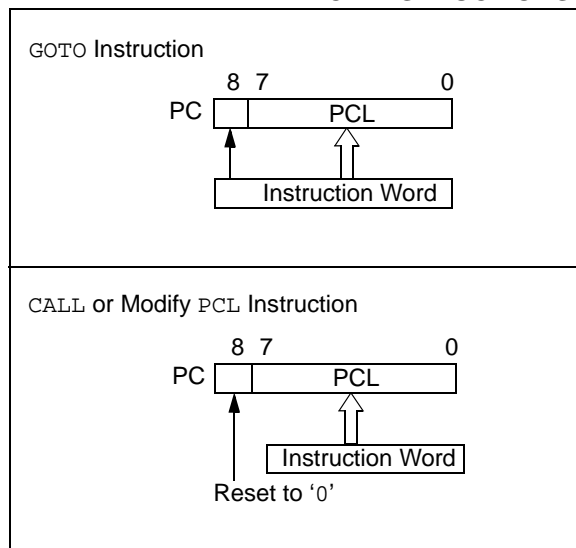 GOTO Instruction
8 7 0
PC PCL
Instruction Word
CALL or Modify PCL Instruction
8 7 0
PC PCL
Instruction Word
Reset to ‘0’